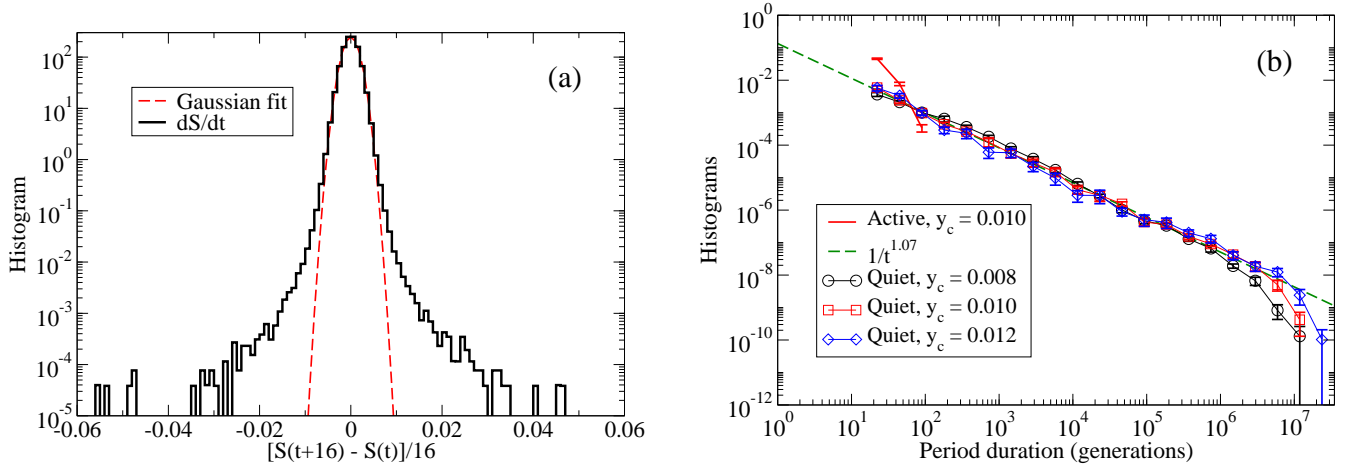 (a)
Gaussian fit
dS/dt
Histogram
10^2
10^1
10^0
10^-1
10^-2
10^-3
10^-4
10^-5
-0.06 -0.04 -0.02 0.00 0.02 0.04 0.06
[S(t+16) - S(t)]/16
(b)
Active, y_c = 0.010
1/t^1.07
Quiet, y_c = 0.008
Quiet, y_c = 0.010
Quiet, y_c = 0.012
Histograms
10^0
10^-2
10^-4
10^-6
10^-8
10^-10
10^-12
10^0 10^1 10^2 10^3 10^4 10^5 10^6 10^7
Period duration (generations)